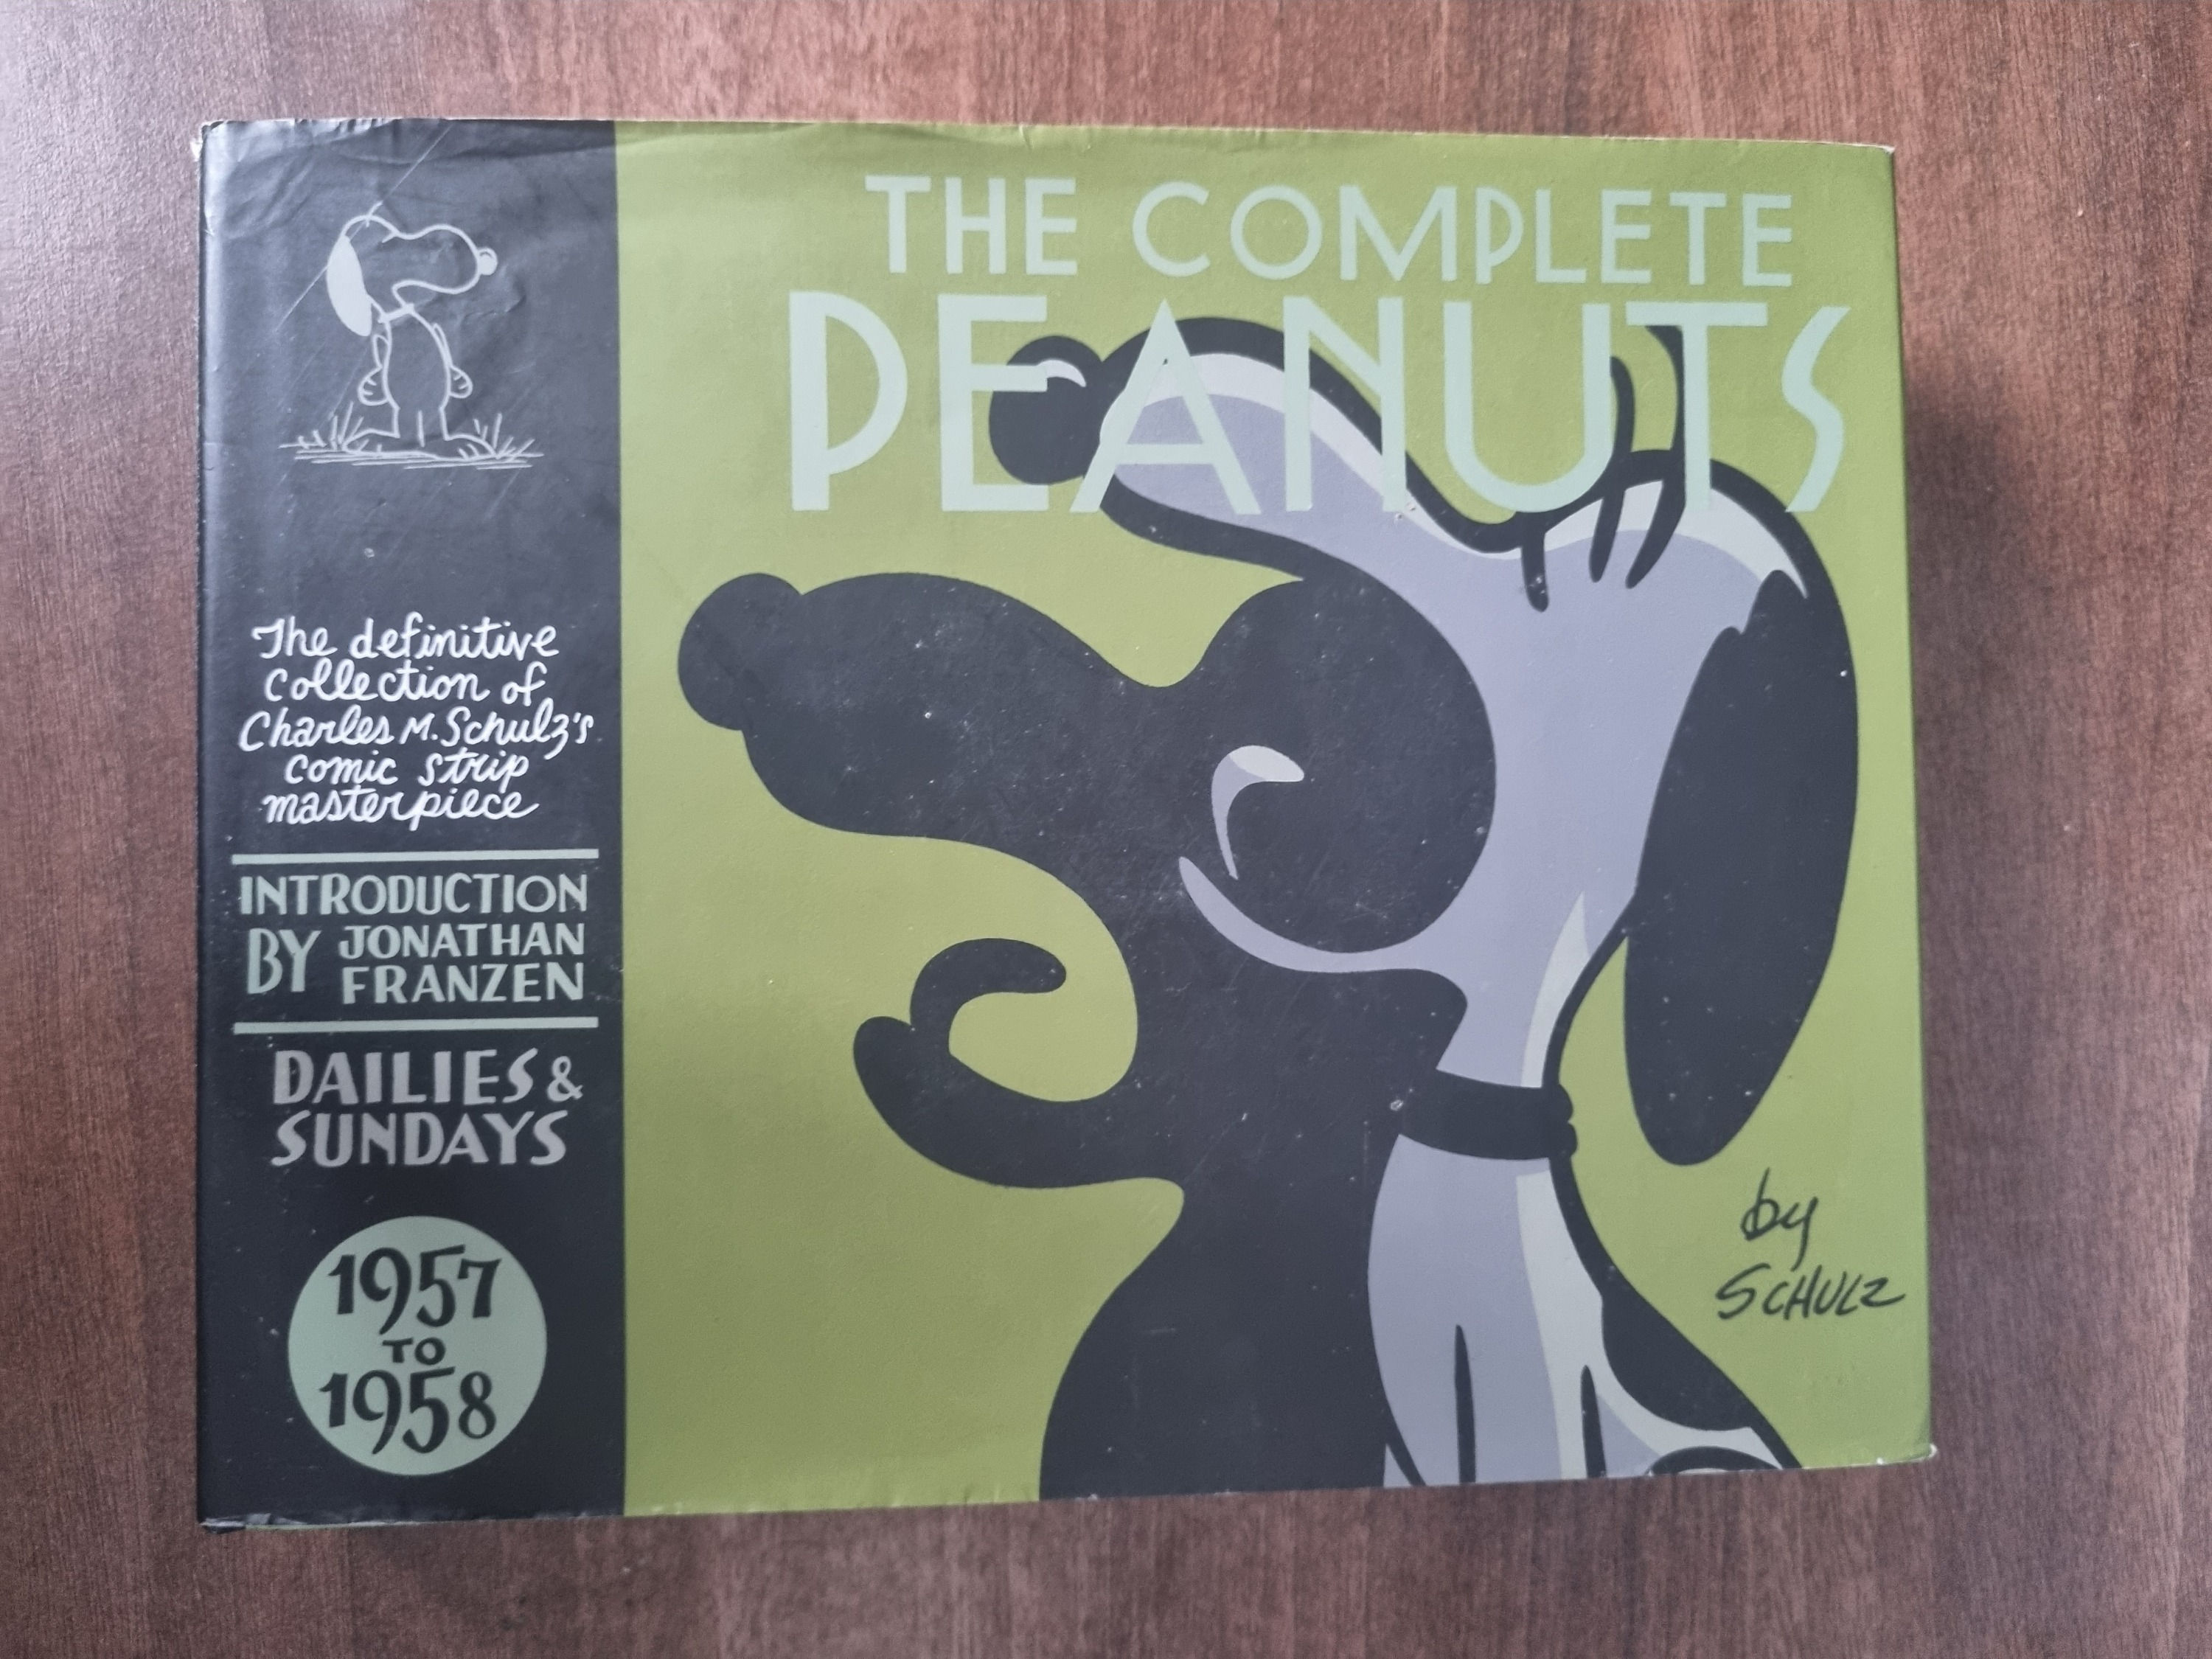 THE COMPLETE
PEANUTS
The definitive
collection of
Charles M. Schulz's
comic strip
masterpiece
INTRODUCTION
BY JONATHAN
FRANZEN
DAILIES &
SUNDAYS
1957
TO
1958
by
SCHULZ